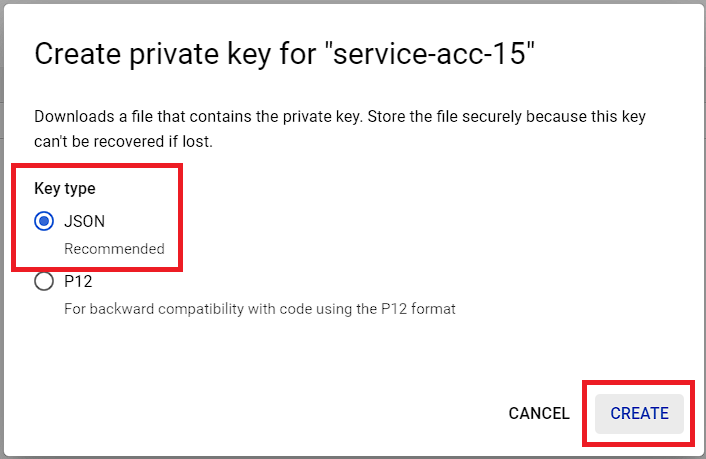 Create private key for "service-acc-15"
Downloads a file that contains the private key. Store the file securely because this key
can't be recovered if lost.
Key type
JSON
Recommended
P12
For backward compatibility with code using the P12 format
CANCEL
CREATE